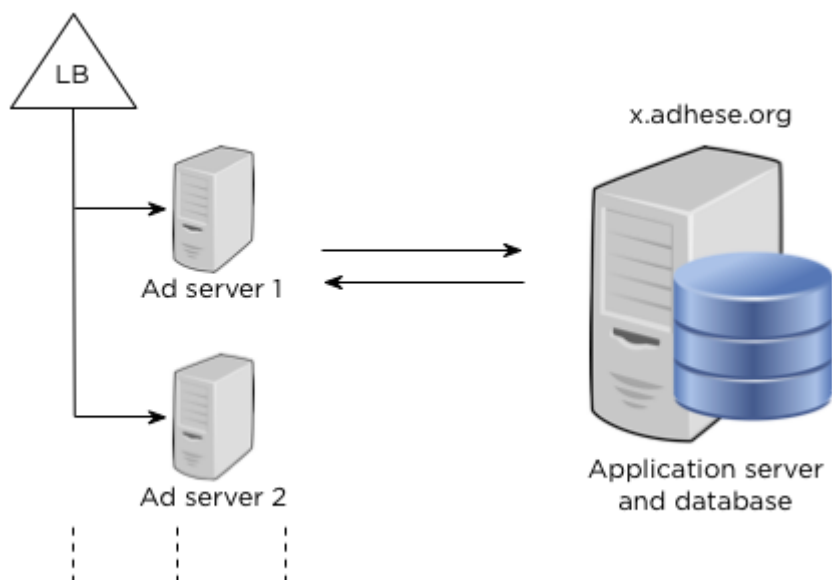 LB
x.adhese.org
Ad server 1
Ad server 2
Application server
and database